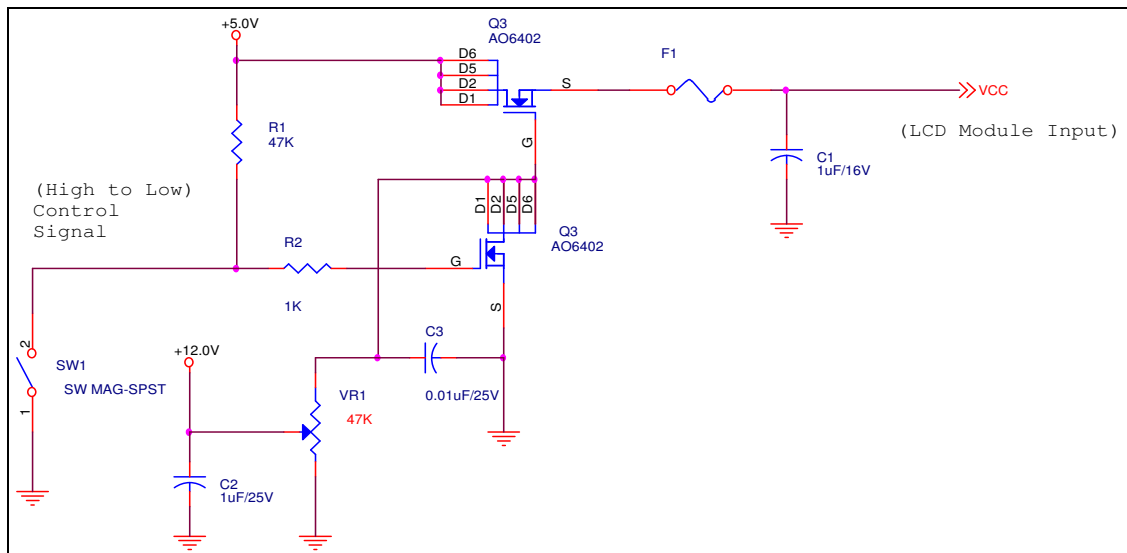 +5.0V
Q3
AO6402
D6
D5
D2
D1
S
G
F1
VCC
(LCD Module Input)
R1
47K
C1
1uF/16V
(High to Low)
Control
Signal
D1
D2
D5
D6
Q3
AO6402
R2
1K
G
S
C3
0.01uF/25V
+12.0V
2
SW1
SW MAG-SPST
1
VR1
47K
C2
1uF/25V